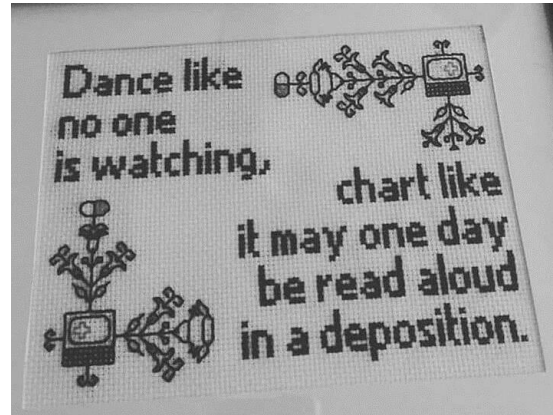 Dance like
no one
is watching,
chart like
it may one day
be read aloud
in a deposition.